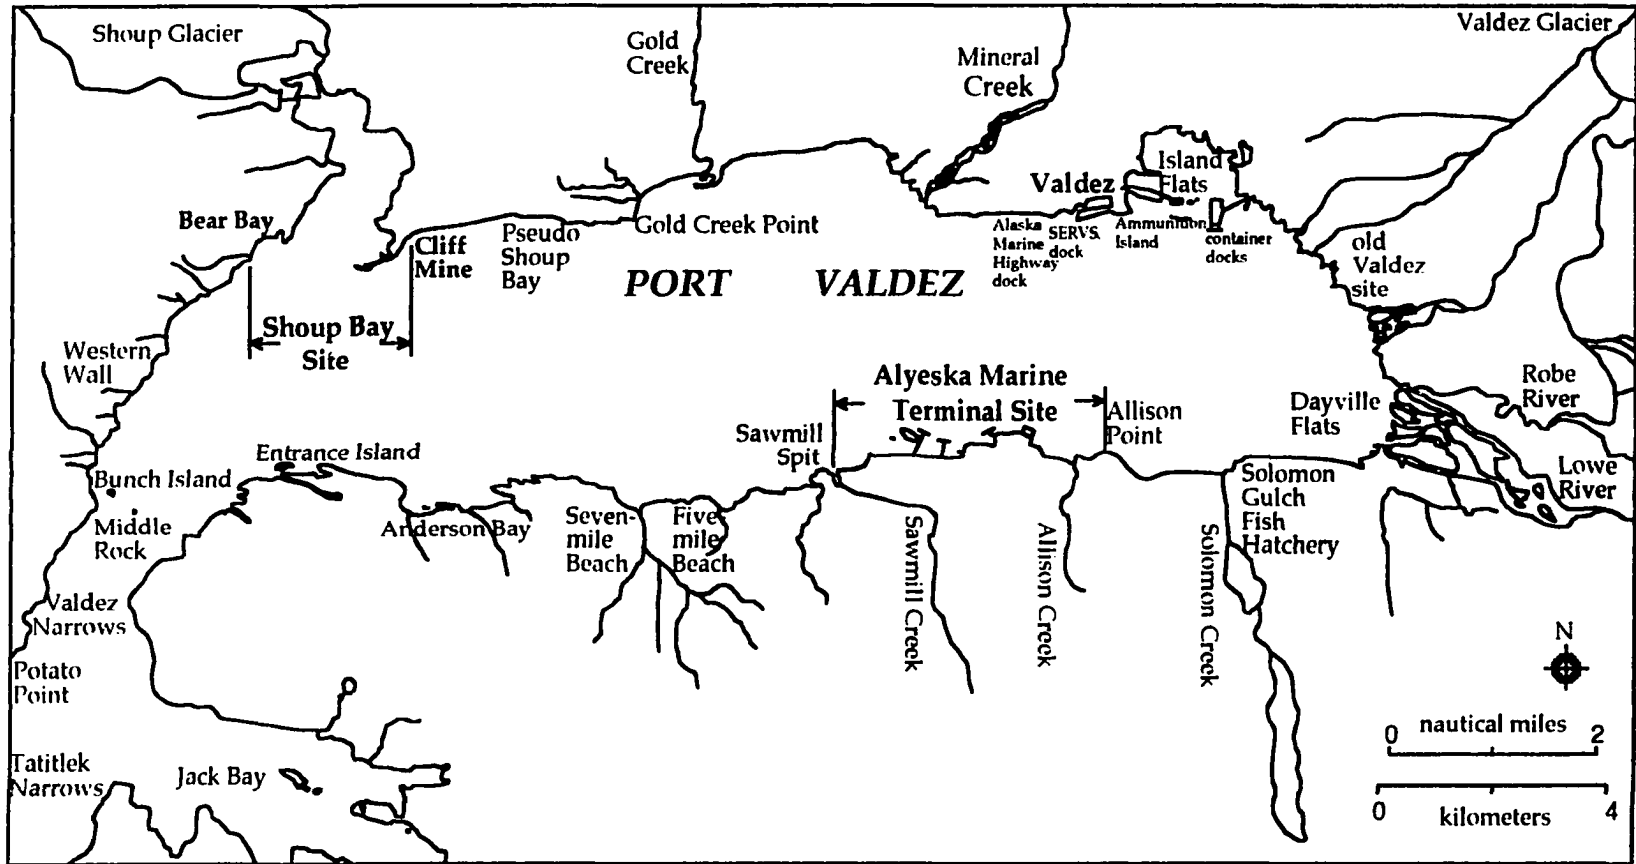 Shoup Glacier
Gold
Creek
Mineral
Creek
Valdez Glacier
Island
Flats
Valdez
Bear Bay
Cliff
Mine
Pseudo
Shoup
Bay
Gold Creek Point
Alaska
Marine
Highway
dock
SERVS.
dock
Ammunition
Island
container
docks
old
Valdez
site
PORT VALDEZ
Shoup Bay
Site
Western
Wall
Alyeska Marine
Terminal Site
Allison
Point
Dayville
Flats
Robe
River
Sawmill
Spit
Entrance Island
Bunch Island
Middle
Rock
Anderson Bay
Seven-
mile
Beach
Five
mile
Beach
Sawmill Creek
Allison Creek
Solomon Creek
Solomon
Gulch
Fish
Hatchery
Lowe
River
Valdez
Narrows
Potato
Point
Tatitlek
Narrows
Jack Bay
N
nautical miles
0 2
0 4
kilometers